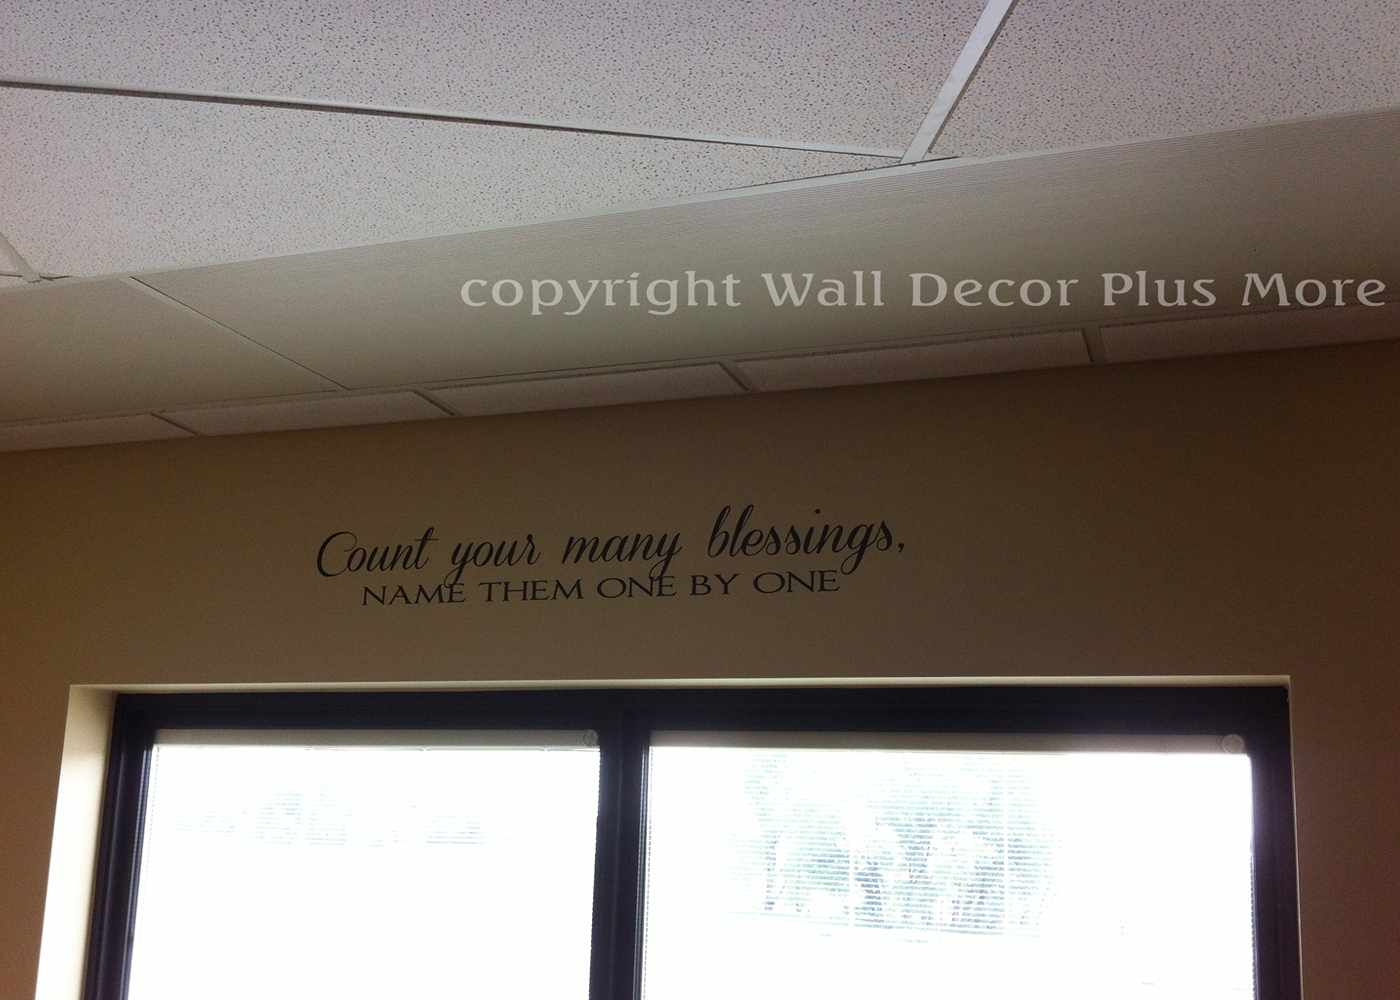 copyright Wall Decor Plus More
Count your many blessings,
NAME THEM ONE BY ONE